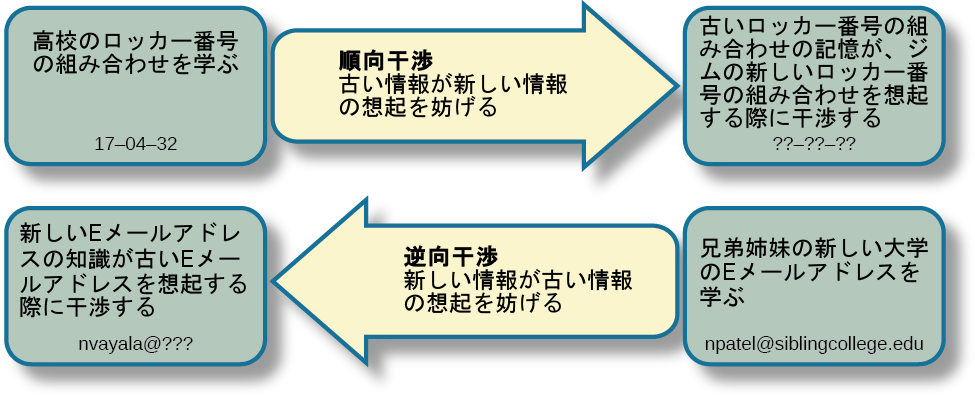 高校のロッカー番号
の組み合わせを学ぶ
17–04–32
順向干渉
古い情報が新しい情報
の想起を妨げる
古いロッカー番号の組
み合わせの記憶が、ジ
ムの新しいロッカー番
号の組み合わせを想起
する際に干渉する
??–??–??
新しいEメールアドレ
スの知識が古いEメー
ルアドレスを想起する
際に干渉する
nvayala@???
逆向干渉
新しい情報が古い情報
の想起を妨げる
兄弟姉妹の新しい大学
のEメールアドレスを
学ぶ
npatel@siblingcollege.edu